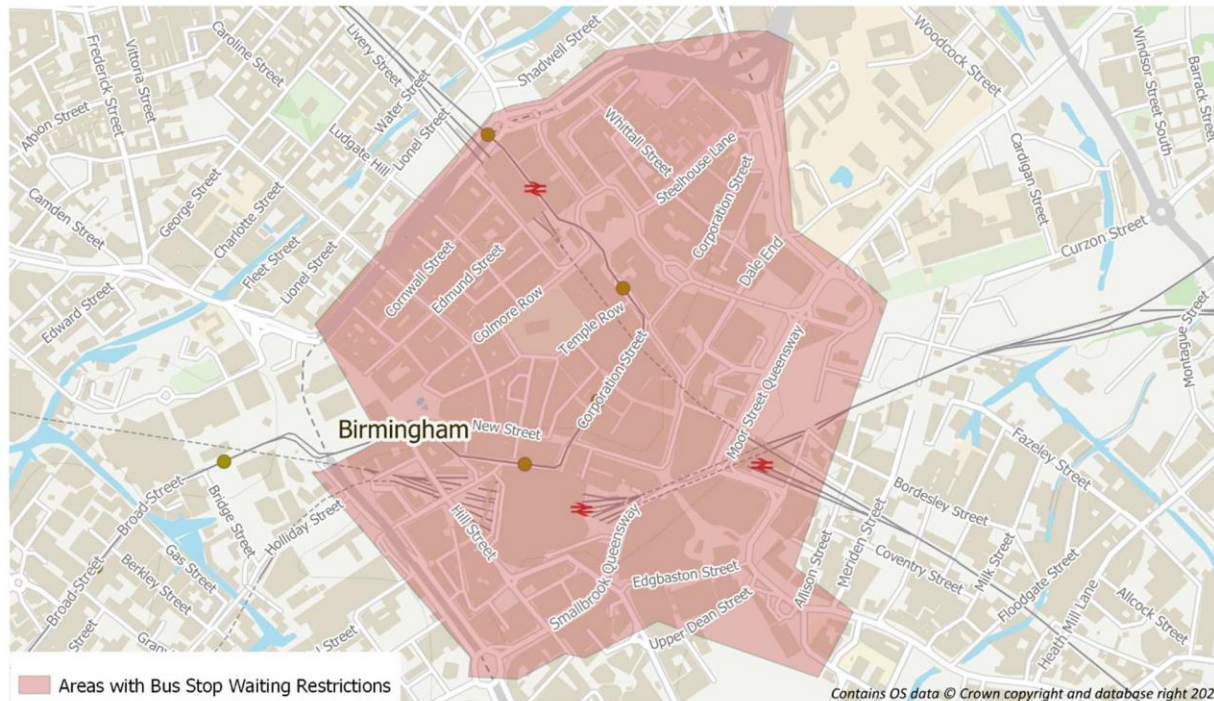 Shadwell Street
Livery Street
Caroline Street
Vittoria Street
Frederick Street
Albion Street
Water Street
Ludgate Hill
Lionel Street
Woodcock Street
Windsor Street South
Barrack Street
Whittall Street
Steelhouse Lane
Cardigan Street
Camden Street
George Street
Charlotte Street
Fleet Street
Lionel Street
Corporation Street
Curzon Street
Dale End
Cornwall Street
Edmund Street
Colmore Row
Edward Street
Temple Row
Corporation Street
Moor Street Queensway
Street
Montague
Birmingham
New Street
Fazeley Street
Broad-Street
Bridge Street
Holliday Street
Hill Street
Bordesley Street
Smallbrook Queensway
Gas Street
Berkley Street
Broad-Street
Edgbaston Street
Allison Street
Meriden Street
Coventry Street
Milk Street
Floodgate Street
Heath Mill Lane
Allcock Street
Upper Dean Street
Street
Gran
l Street
Areas with Bus Stop Waiting Restrictions
Contains OS data © Crown copyright and database right 202